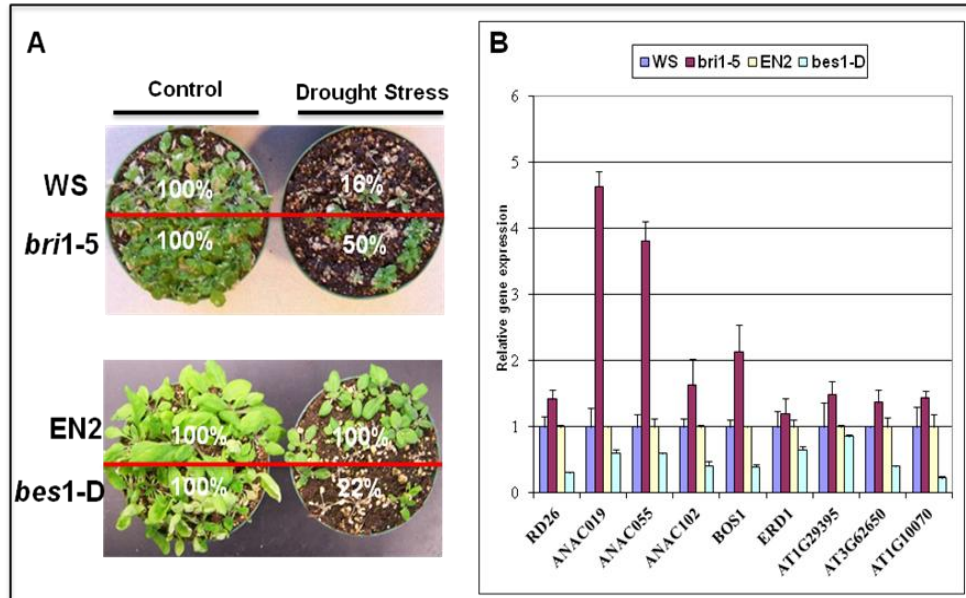 A
Control Drought Stress
WS 100% 16%
bri1-5 100% 50%
EN2 100% 100%
bes1-D 100% 22%
B
WS bri1-5 EN2 bes1-D
Relative gene expression
6
5
4
3
2
1
0
RD26 ANAC019 ANAC055 ANAC102 BOS1 ERD1 AT1G29395 AT3G62650 AT1G10070